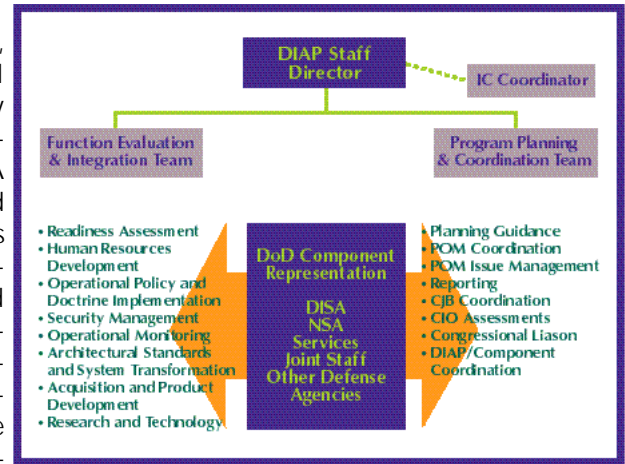 DIAP Staff
Director
IC Coordinator
Function Evaluation
& Integration Team
Program Planning
& Coordination Team
• Readiness Assessment
• Human Resources
Development
• Operational Policy and
Doctrine Implementation
• Security Management
• Operational Monitoring
• Architectural Standards
and System Transformation
• Acquisition and Product
Development
• Research and Technology
DoD Component
Representation
DISA
NSA
Services
Joint Staff
Other Defense
Agencies
• Planning Guidance
• POM Coordination
• POM Issue Management
• Reporting
• CJB Coordination
• CIO Assessments
• Congressional Liason
• DIAP/Component
Coordination